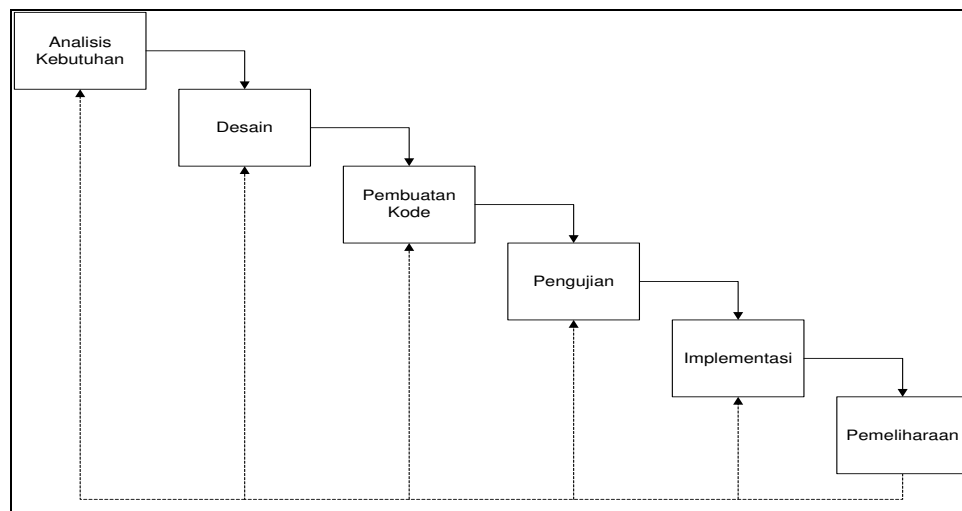 Analisis
Kebutuhan
Desain
Pembuatan
Kode
Pengujian
Implementasi
Pemeliharaan